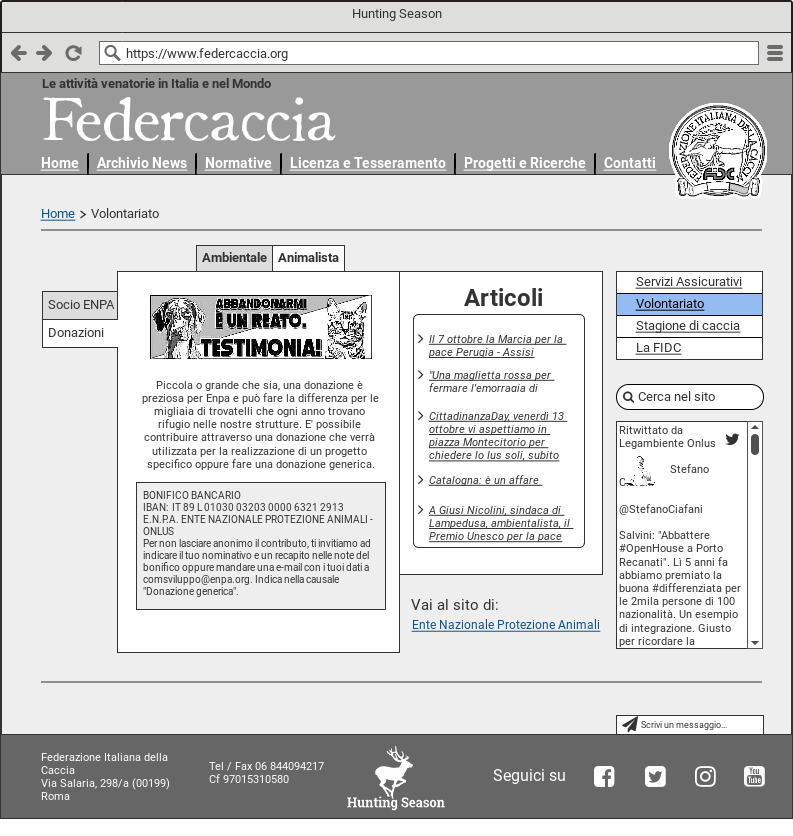 Hunting Season
https://www.federcaccia.org
Le attività venatorie in Italia e nel Mondo
Federcaccia
FEDERAZIONE ITALIANA DELLA CACCIA
FIDC
Home
Archivio News
Normative
Licenza e Tesseramento
Progetti e Ricerche
Contatti
Home > Volontariato
Ambientale
Animalista
Socio ENPA
Donazioni
ABBANDONARMI
È UN REATO.
TESTIMONIA!
Piccola o grande che sia, una donazione è
preziosa per Enpa e può fare la differenza per le
migliaia di trovatelli che ogni anno trovano
rifugio nelle nostre strutture. E' possibile
contribuire attraverso una donazione che verrà
utilizzata per la realizzazione di un progetto
specifico oppure fare una donazione generica.
BONIFICO BANCARIO
IBAN: IT 89 L 01030 03203 0000 6321 2913
E.N.P.A. ENTE NAZIONALE PROTEZIONE ANIMALI -
ONLUS
Per non lasciare anonimo il contributo, ti invitiamo ad
indicare il tuo nominativo e un recapito nelle note del
bonifico oppure mandare una e-mail con i tuoi dati a
comsviluppo@enpa.org. Indica nella causale
"Donazione generica".
Articoli
Il 7 ottobre la Marcia per la
pace Perugia - Assisi
"Una maglietta rossa per
fermare l'emorragia di
CittadinanzaDay, venerdì 13
ottobre vi aspettiamo in
piazza Montecitorio per
chiedere lo Ius soli, subito
Catalogna: è un affare
A Giusi Nicolini, sindaca di
Lampedusa, ambientalista, il
Premio Unesco per la pace
Vai al sito di:
Ente Nazionale Protezione Animali
Servizi Assicurativi
Volontariato
Stagione di caccia
La FIDC
Cerca nel sito
Ritwittato da
Legambiente Onlus
Stefano
C
@StefanoCiafani
Salvini: "Abbattere
#OpenHouse a Porto
Recanati". Lì 5 anni fa
abbiamo premiato la
buona #differenziata per
le 2mila persone di 100
nazionalità. Un esempio
di integrazione. Giusto
per ricordare la
Scrivi un messaggio...
Federazione Italiana della
Caccia
Via Salaria, 298/a (00199)
Roma
Tel / Fax 06 844094217
Cf 97015310580
Hunting Season
Seguici su
You
Tube